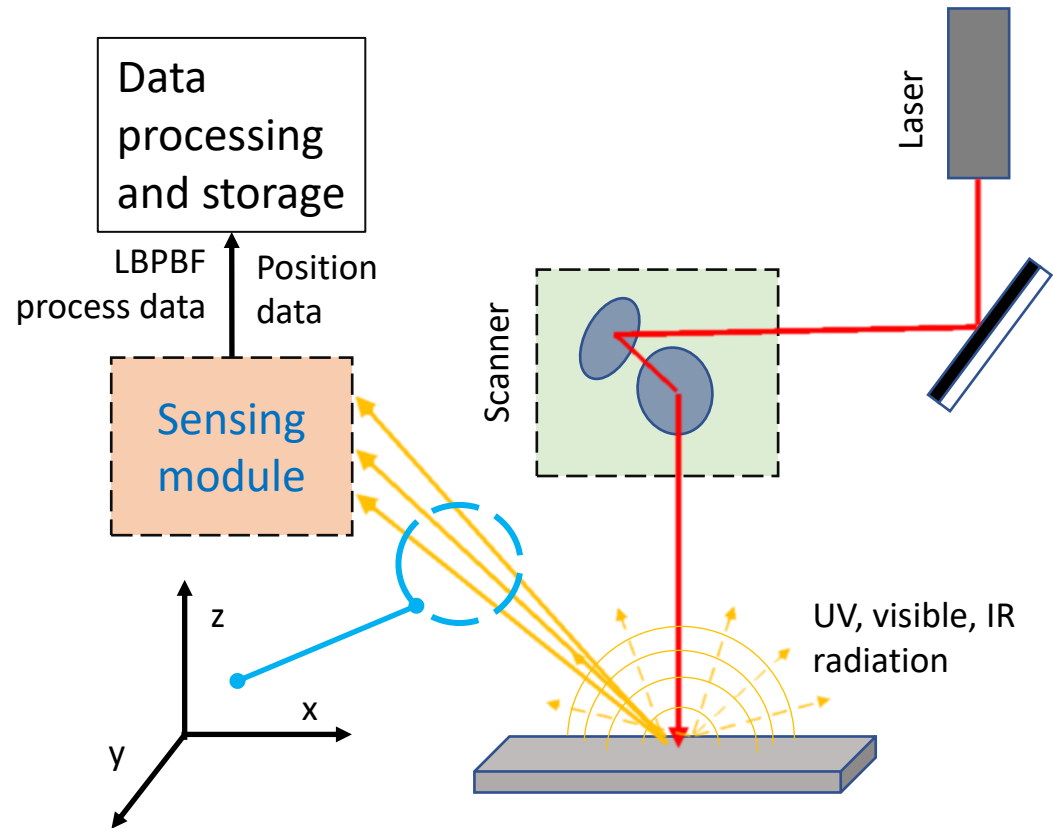 Data
processing
and storage
Laser
LBPBF
process data
Position
data
Scanner
Sensing
module
UV, visible, IR
radiation
z
x
y